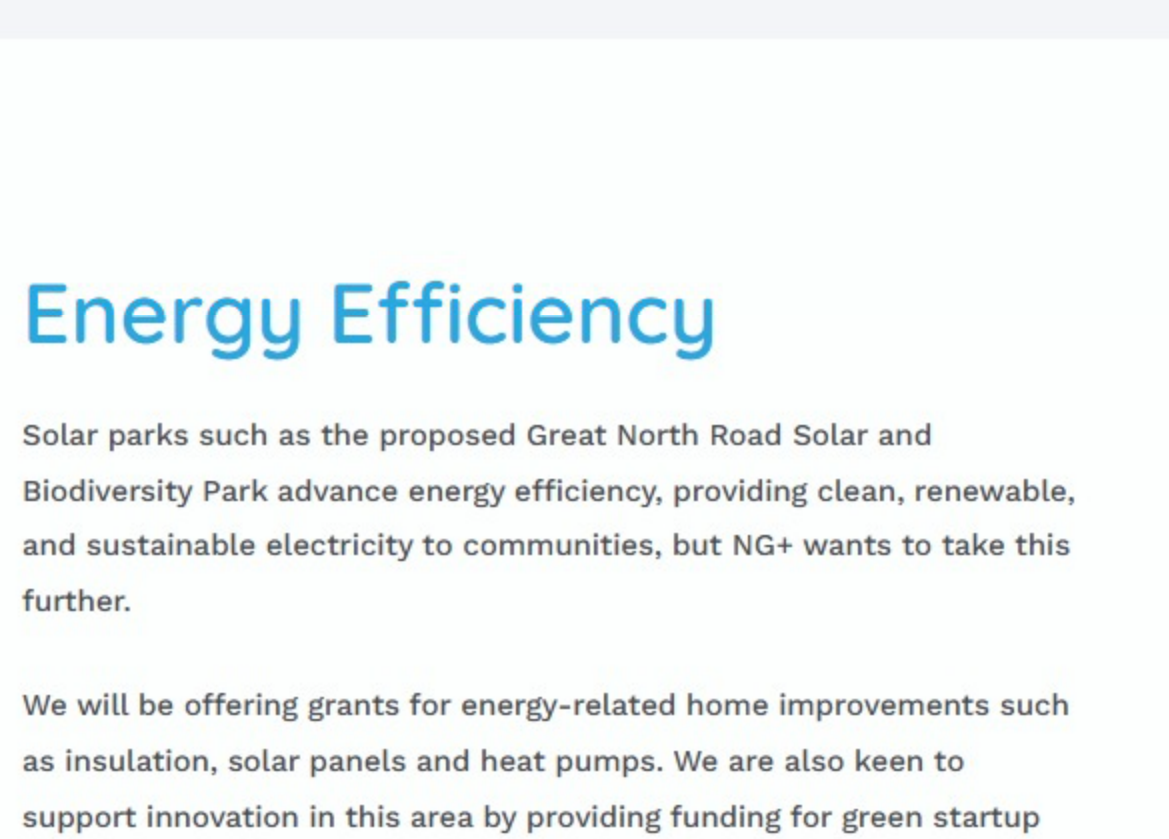 Energy Efficiency
Solar parks such as the proposed Great North Road Solar and
Biodiversity Park advance energy efficiency, providing clean, renewable,
and sustainable electricity to communities, but NG+ wants to take this
further.
We will be offering grants for energy-related home improvements such
as insulation, solar panels and heat pumps. We are also keen to
support innovation in this area by providing funding for green startup